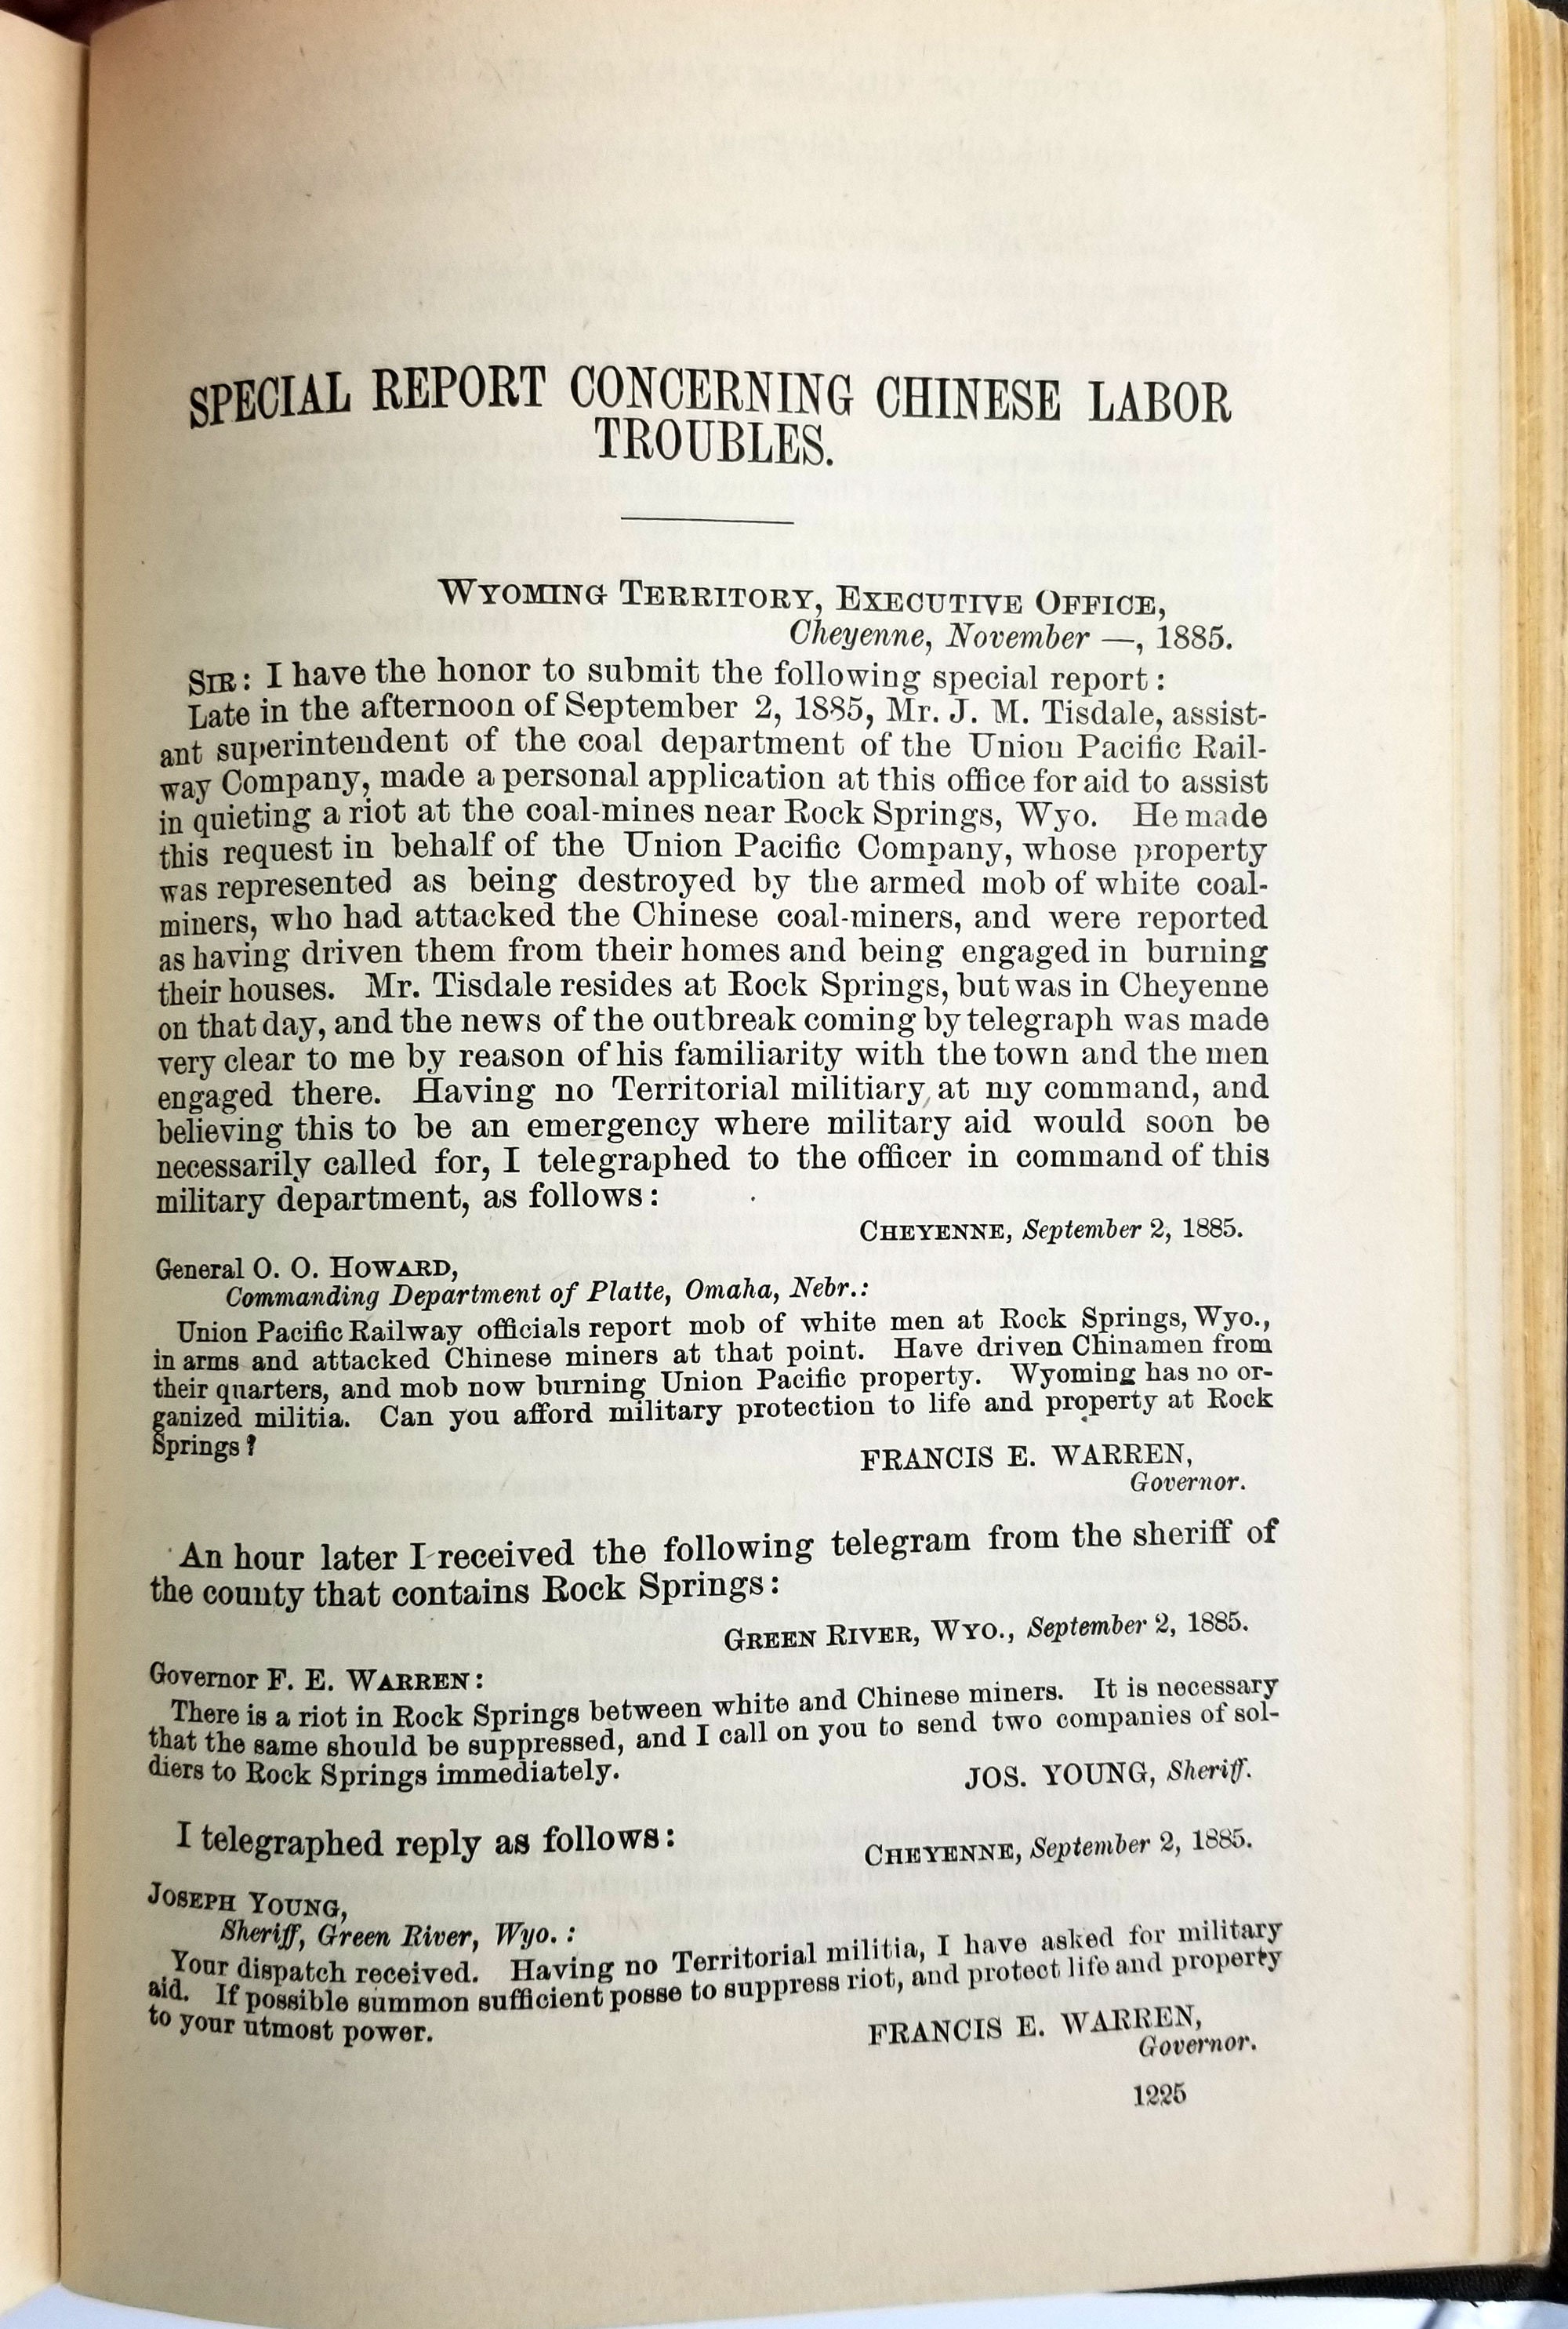 SPECIAL REPORT CONCERNING CHINESE LABOR
TROUBLES.
WYOMING TERRITORY, EXECUTIVE OFFICE,
Cheyenne, November —, 1885.
SIR: I have the honor to submit the following special report:
Late in the afternoon of September 2, 1885, Mr. J. M. Tisdale, assist-
ant superintendent of the coal department of the Union Pacific Rail-
way Company, made a personal application at this office for aid to assist
in quieting a riot at the coal-mines near Rock Springs, Wyo. He made
this request in behalf of the Union Pacific Company, whose property
was represented as being destroyed by the armed mob of white coal-
miners, who had attacked the Chinese coal-miners, and were reported
as having driven them from their homes and being engaged in burning
their houses. Mr. Tisdale resides at Rock Springs, but was in Cheyenne
on that day, and the news of the outbreak coming by telegraph was made
very clear to me by reason of his familiarity with the town and the men
engaged there. Having no Territorial militiary, at my command, and
believing this to be an emergency where military aid would soon be
necessarily called for, I telegraphed to the officer in command of this
military department, as follows:
CHEYENNE, September 2, 1885.
General O. O. HOWARD,
Commanding Department of Platte, Omaha, Nebr.:
Union Pacific Railway officials report mob of white men at Rock Springs, Wyo.,
in arms and attacked Chinese miners at that point. Have driven Chinamen from
their quarters, and mob now burning Union Pacific property. Wyoming has no or-
ganized militia. Can you afford military protection to life and property at Rock
Springs?
FRANCIS E. WARREN,
Governor.
An hour later I received the following telegram from the sheriff of
the county that contains Rock Springs:
GREEN RIVER, WYO., September 2, 1885.
Governor F. E. WARREN:
There is a riot in Rock Springs between white and Chinese miners. It is necessary
that the same should be suppressed, and I call on you to send two companies of sol-
diers to Rock Springs immediately.
JOS. YOUNG, Sheriff.
I telegraphed reply as follows:
CHEYENNE, September 2, 1885.
JOSEPH YOUNG,
Sheriff, Green River, Wyo.:
Your dispatch received. Having no Territorial militia, I have asked for military
aid. If possible summon sufficient posse to suppress riot, and protect life and property
to your utmost power.
FRANCIS E. WARREN,
Governor.
1225